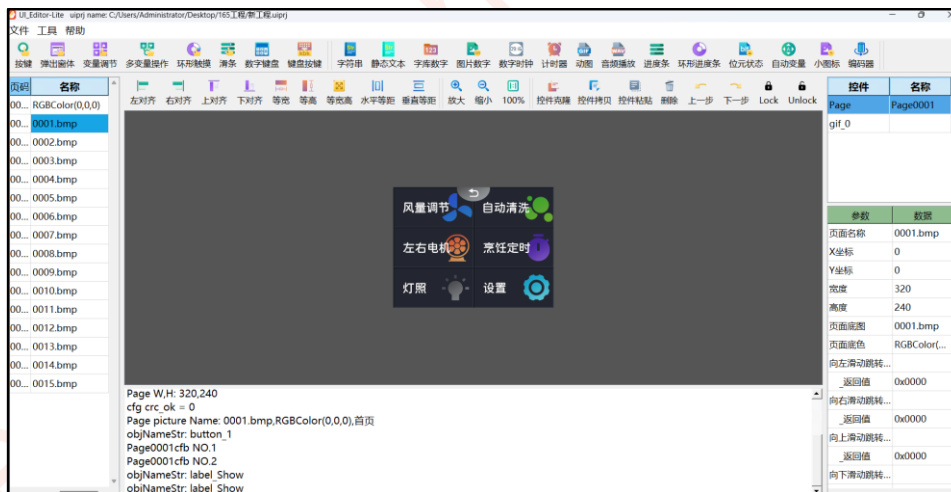 UI_Editor-Lite uiprj name: C:/Users/Administrator/Desktop/165工程/新工程.uiprj
文件 工具 帮助
按键 弹出窗体 变量调节 多变量操作 环形触摸 滑条 数字键盘 键盘按键 字符串 静态文本 字库数字 图片数字 数字时钟 计时器 动图 音频播放 进度条 环形进度条 位元状态 自动变量 小图标 编码器
页码 名称
左对齐 右对齐 上对齐 下对齐 等宽 等高 等宽高 水平等距 垂直等距 放大 缩小 100% 控件克隆 控件拷贝 控件粘贴 删除 上一步 下一步 Lock Unlock
控件 名称
00... RGBColor(0,0,0)
00... 0001.bmp
00... 0002.bmp
00... 0003.bmp
00... 0004.bmp
00... 0005.bmp
00... 0006.bmp
00... 0007.bmp
00... 0008.bmp
00... 0009.bmp
00... 0010.bmp
00... 0011.bmp
00... 0012.bmp
00... 0013.bmp
00... 0014.bmp
00... 0015.bmp
风量调节 自动清洗
左右电机 烹饪定时
灯照 设置
Page W,H: 320,240
cfg crc_ok = 0
Page picture Name: 0001.bmp,RGBColor(0,0,0),首页
objNameStr: button_1
Page0001cfb NO.1
Page0001cfb NO.2
objNameStr: label_Show
objNameStr: label_Show
Page Page0001
gif_0
参数 数据
页面名称 0001.bmp
X坐标 0
Y坐标 0
宽度 320
高度 240
页面底图 0001.bmp
页面底色 RGBColor(...
向左滑动跳转...
_返回值 0x0000
向右滑动跳转...
_返回值 0x0000
向上滑动跳转...
_返回值 0x0000
向下滑动跳转...